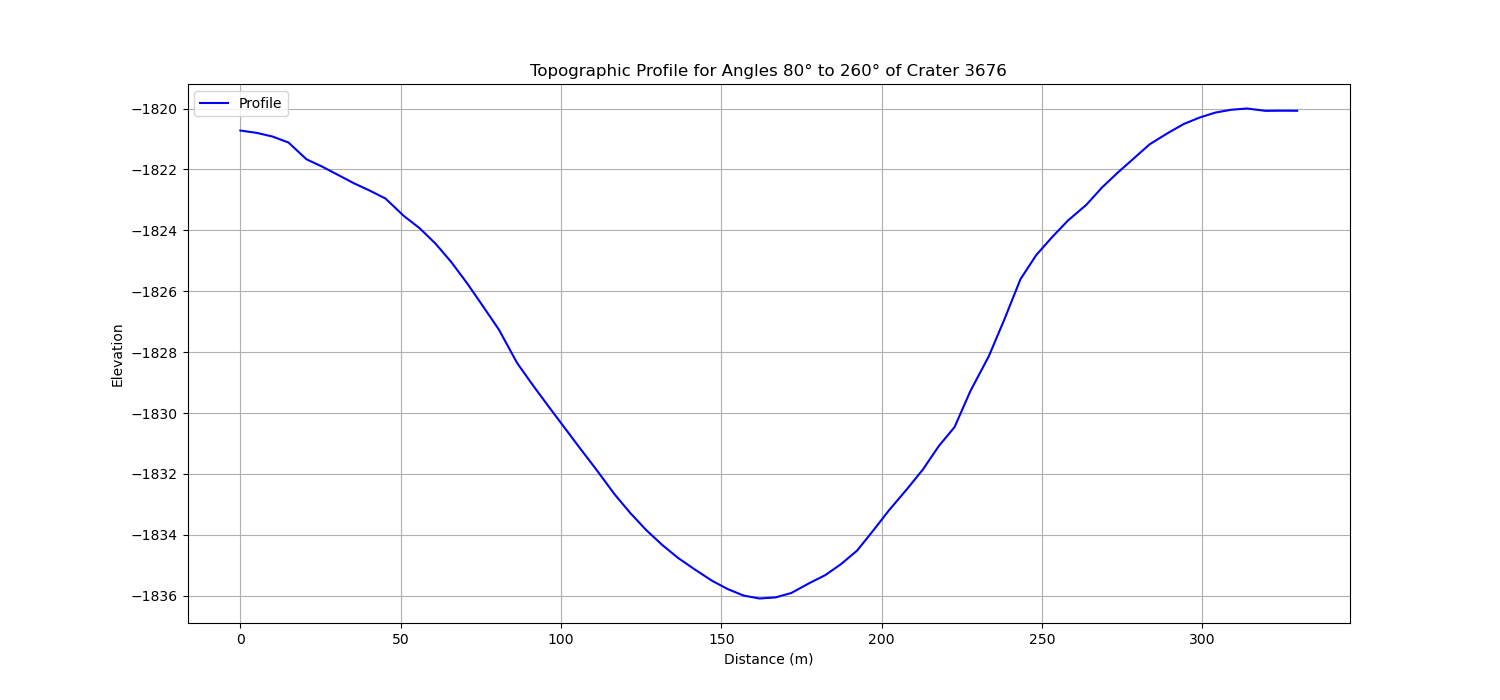 Topographic Profile for Angles 80° to 260° of Crater 3676
Profile
−1820
−1822
−1824
−1826
−1828
−1830
−1832
−1834
−1836
Elevation
0 50 100 150 200 250 300
Distance (m)